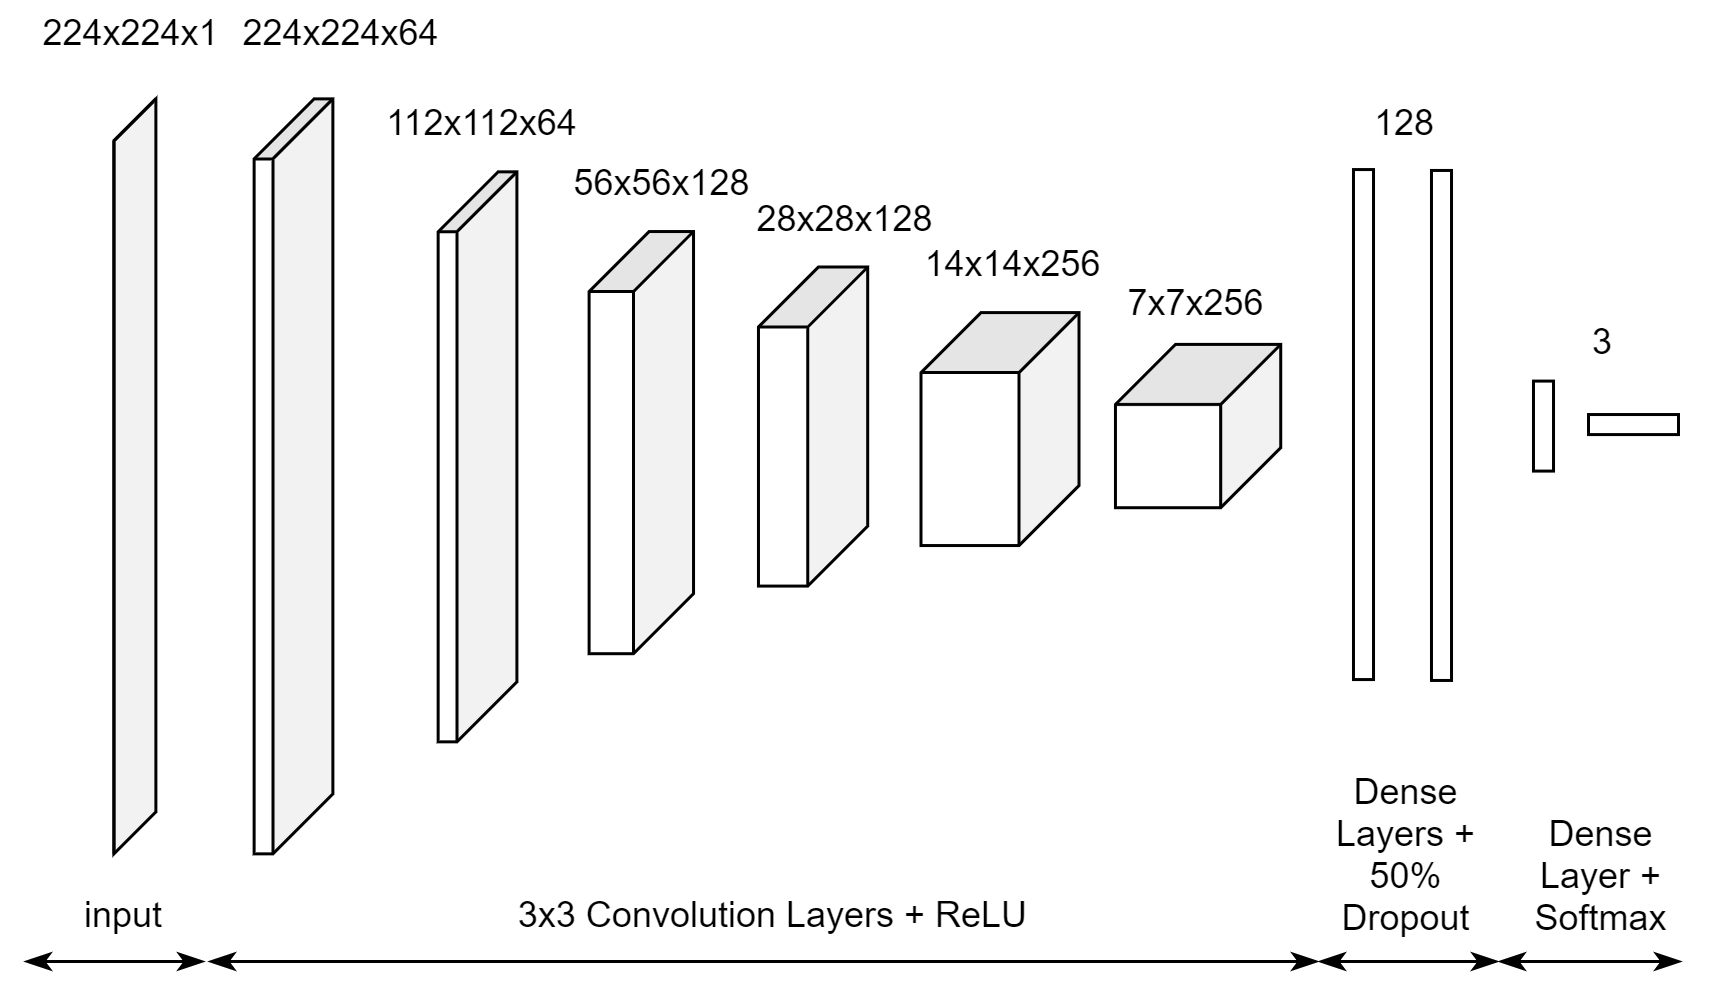 224x224x1
224x224x64
112x112x64
56x56x128
28x28x128
14x14x256
7x7x256
128
3
input
3x3 Convolution Layers + ReLU
Dense
Layers +
50%
Dropout
Dense
Layer +
Softmax